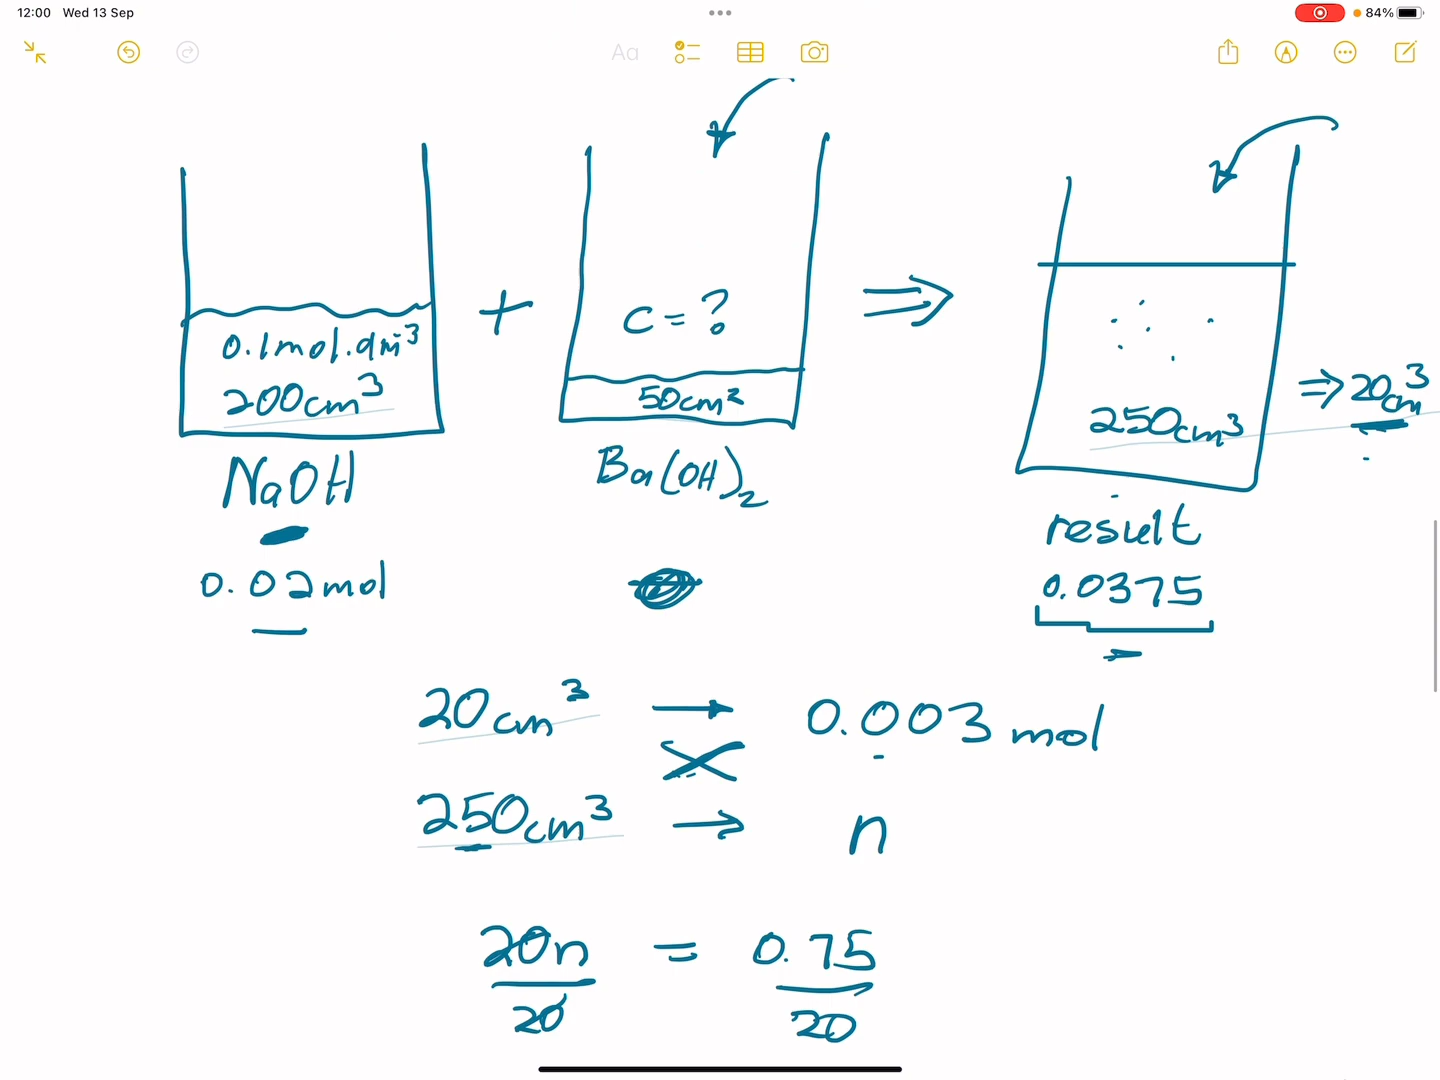 12:00 Wed 13 Sep
84%
Aa
0.1mol.dm⁻³
200cm³
NaOH
0.02mol
+
c=?
50cm²
Ba(OH)₂
⇒
250cm³
⇒ 20cm³
result
0.0375
20cm³ → 0.003 mol
250cm³ → n
20n = 0.75
20 20